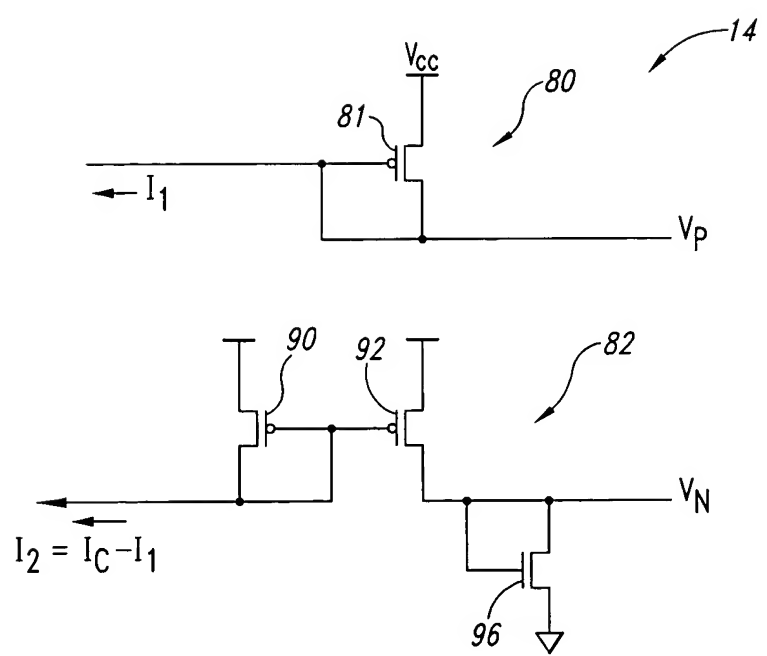 14
V_CC
80
81
I_1
V_P
90
92
82
V_N
I_2 = I_C – I_1
96